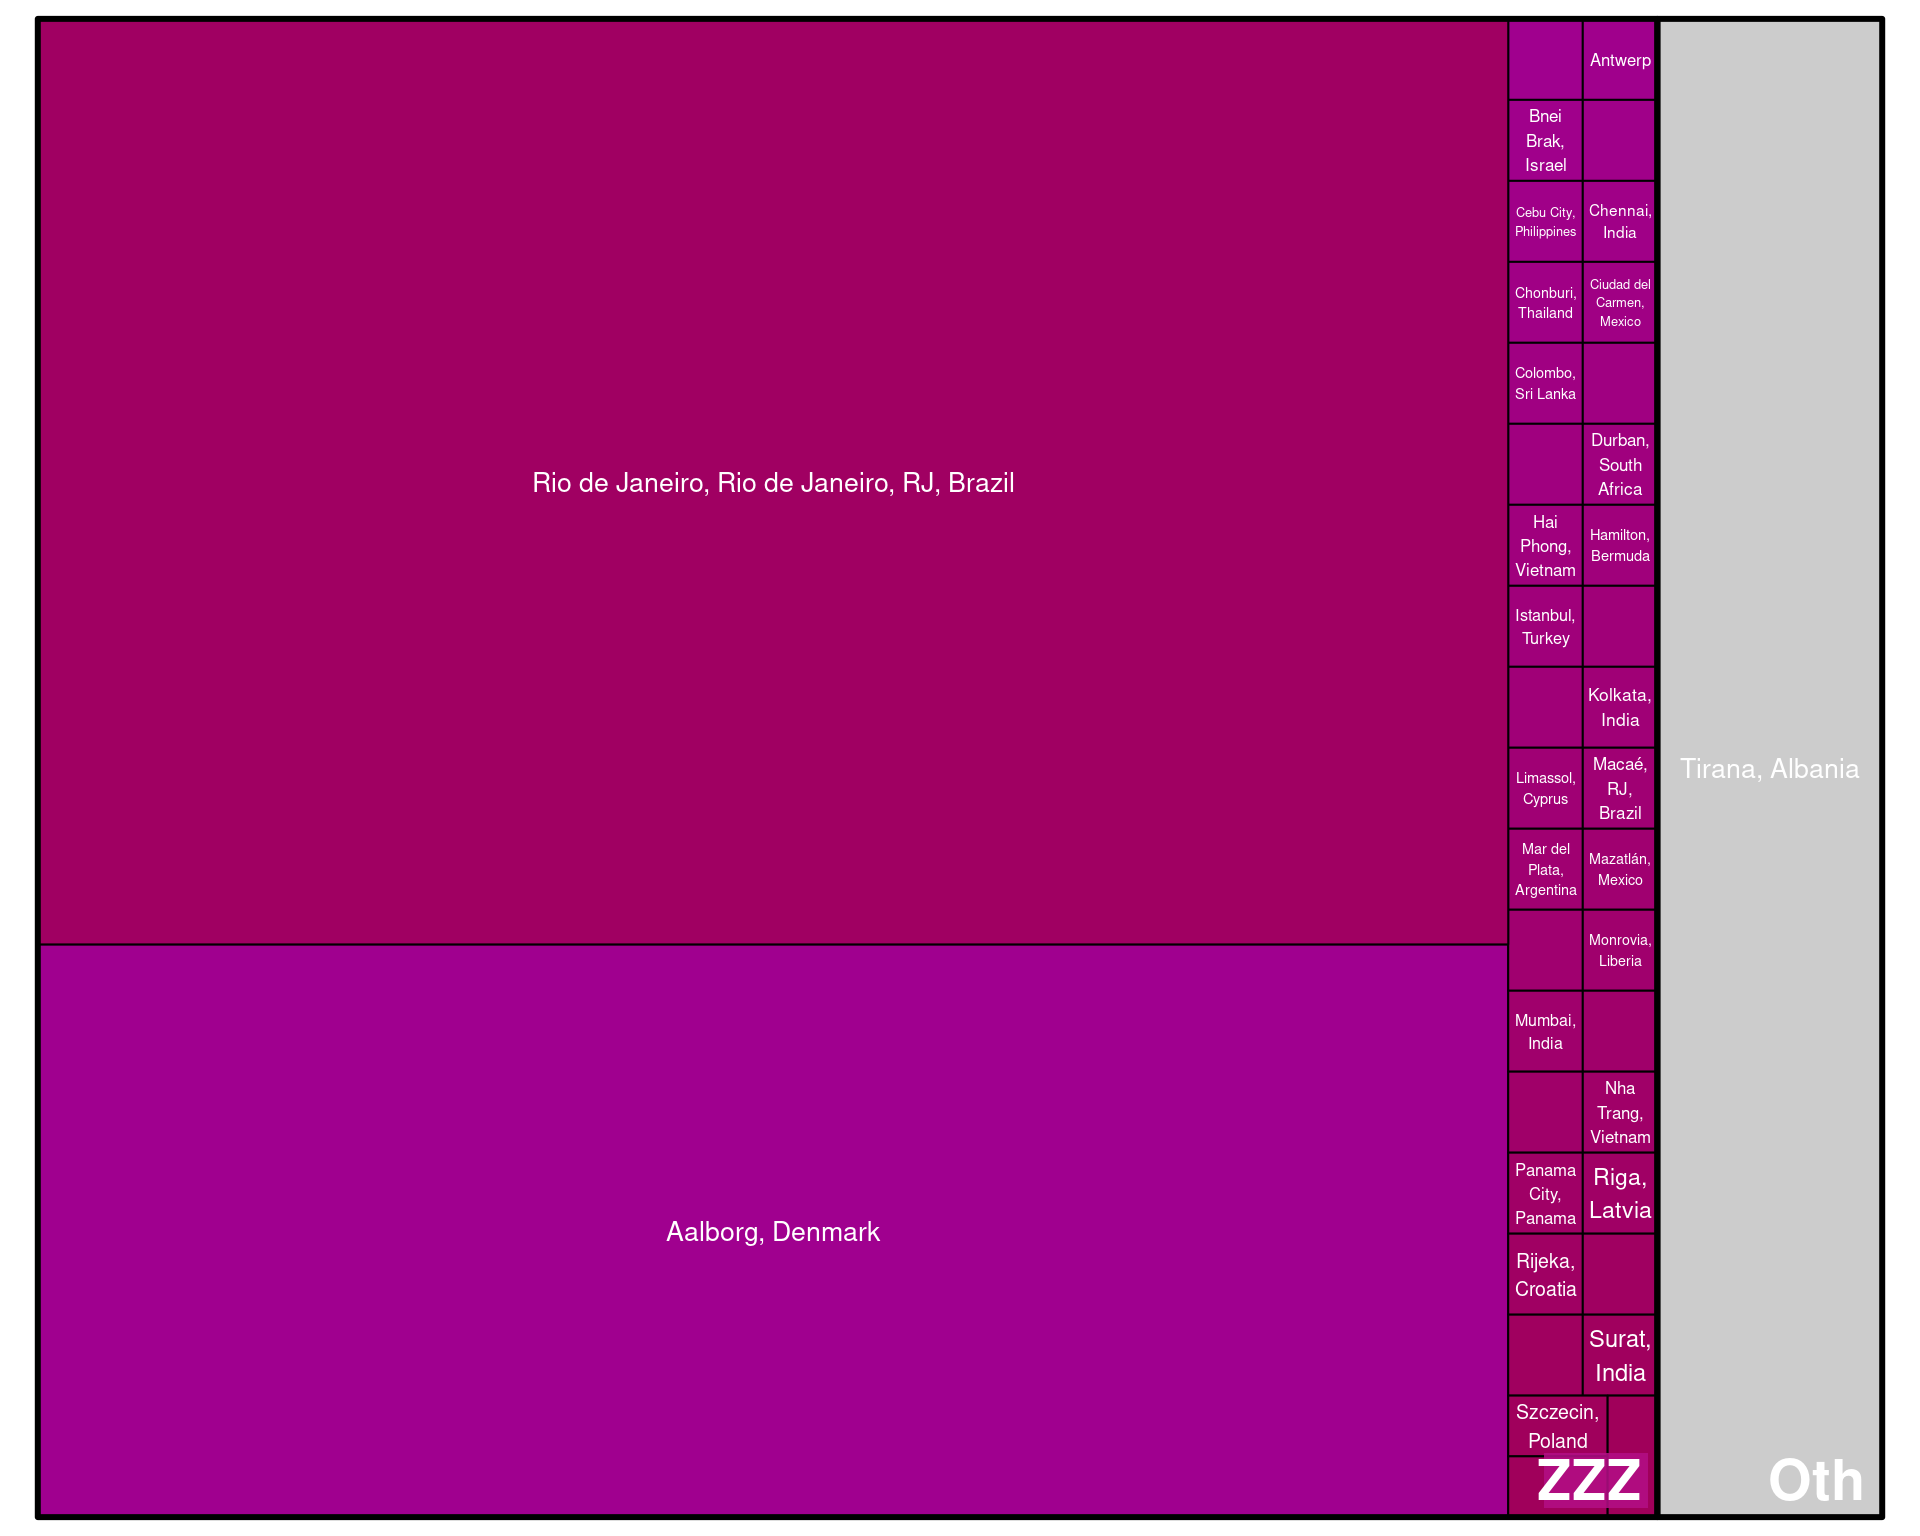 Rio de Janeiro, Rio de Janeiro, RJ, Brazil
Aalborg, Denmark
Antwerp
Bnei
Brak,
Israel
Cebu City,
Philippines
Chennai,
India
Chonburi,
Thailand
Ciudad del
Carmen,
Mexico
Colombo,
Sri Lanka
Durban,
South
Africa
Hai
Phong,
Vietnam
Hamilton,
Bermuda
Istanbul,
Turkey
Kolkata,
India
Limassol,
Cyprus
Macaé,
RJ,
Brazil
Mar del
Plata,
Argentina
Mazatlán,
Mexico
Monrovia,
Liberia
Mumbai,
India
Nha
Trang,
Vietnam
Panama
City,
Panama
Riga,
Latvia
Rijeka,
Croatia
Surat,
India
Szczecin,
Poland
ZZZ
Tirana, Albania
Oth